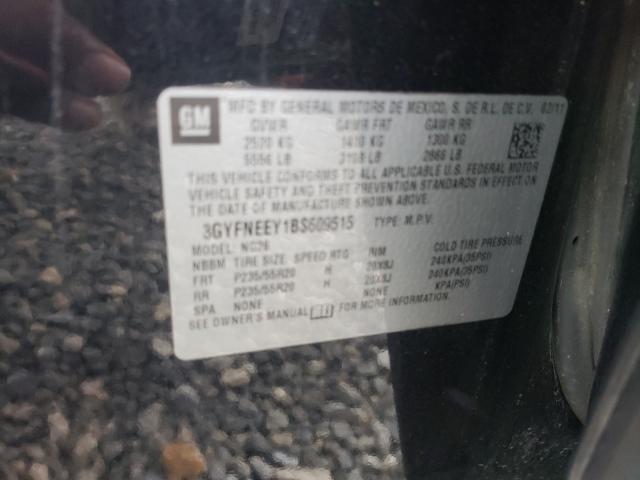 GM
MFD BY GENERAL MOTORS DE MEXICO, S. DE R.L. DE C.V. 02/11
GVWR GAWR FRT GAWR RR
2520 KG 1410 KG 1300 KG
5556 LB LB 2866 LB
THIS VEHICLE CONFORMS TO ALL APPLICABLE U.S. FEDERAL MOTOR
VEHICLE SAFETY AND THEFT PREVENTION STANDARDS IN EFFECT ON
THE DATE OF MANUFACTURE SHOWN ABOVE.
3GYFNEEY1BS609515 TYPE: M.P.V.
MODEL: NG26
NBBM TIRE SIZE SPEED RTG RIM COLD TIRE PRESSURE
FRT P235/55R20 H 20X8J 240KPA(35PSI)
RR P235/55R20 H 20X8J 240KPA(35PSI)
SPA NONE NONE KPA(PSI)
SEE OWNER'S MANUAL FOR MORE INFORMATION.